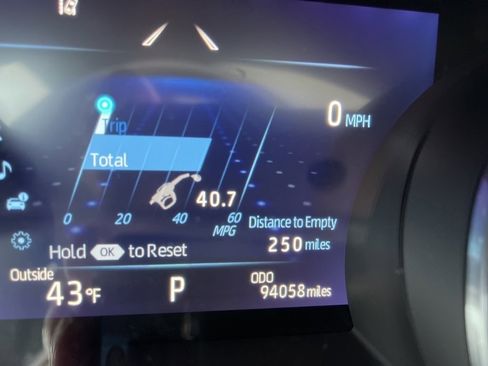 0 MPH
Trip
Total
40.7
0 20 40 60
MPG
Distance to Empty
250 miles
Hold OK to Reset
Outside
43°F
P
ODO
94058 miles